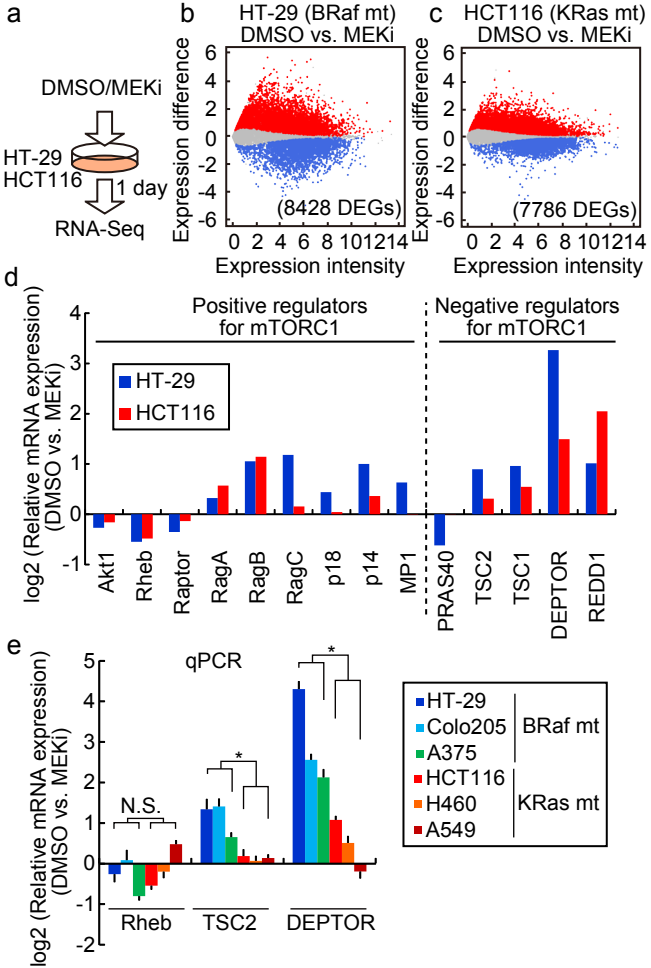 a
DMSO/MEKi
HT-29
HCT116
1 day
RNA-Seq
b
HT-29 (BRaf mt)
DMSO vs. MEKi
Expression difference
6
4
2
0
-2
-4
-6
(8428 DEGs)
0 2 4 6 8 10 12 14
Expression intensity
c
HCT116 (KRas mt)
DMSO vs. MEKi
Expression difference
6
4
2
0
-2
-4
-6
(7786 DEGs)
0 2 4 6 8 10 12 14
Expression intensity
d
Positive regulators
for mTORC1
Negative regulators
for mTORC1
log2 (Relative mRNA expression)
(DMSO vs. MEKi)
4
3
2
1
0
-1
HT-29
HCT116
Akt1
Rheb
Raptor
RagA
RagB
RagC
p18
p14
MP1
PRAS40
TSC2
TSC1
DEPTOR
REDD1
e
qPCR
log2 (Relative mRNA expression)
(DMSO vs. MEKi)
5
4
3
2
1
0
-1
-2
N.S.
*
*
Rheb
TSC2
DEPTOR
HT-29
Colo205
A375
BRaf mt
HCT116
H460
A549
KRas mt